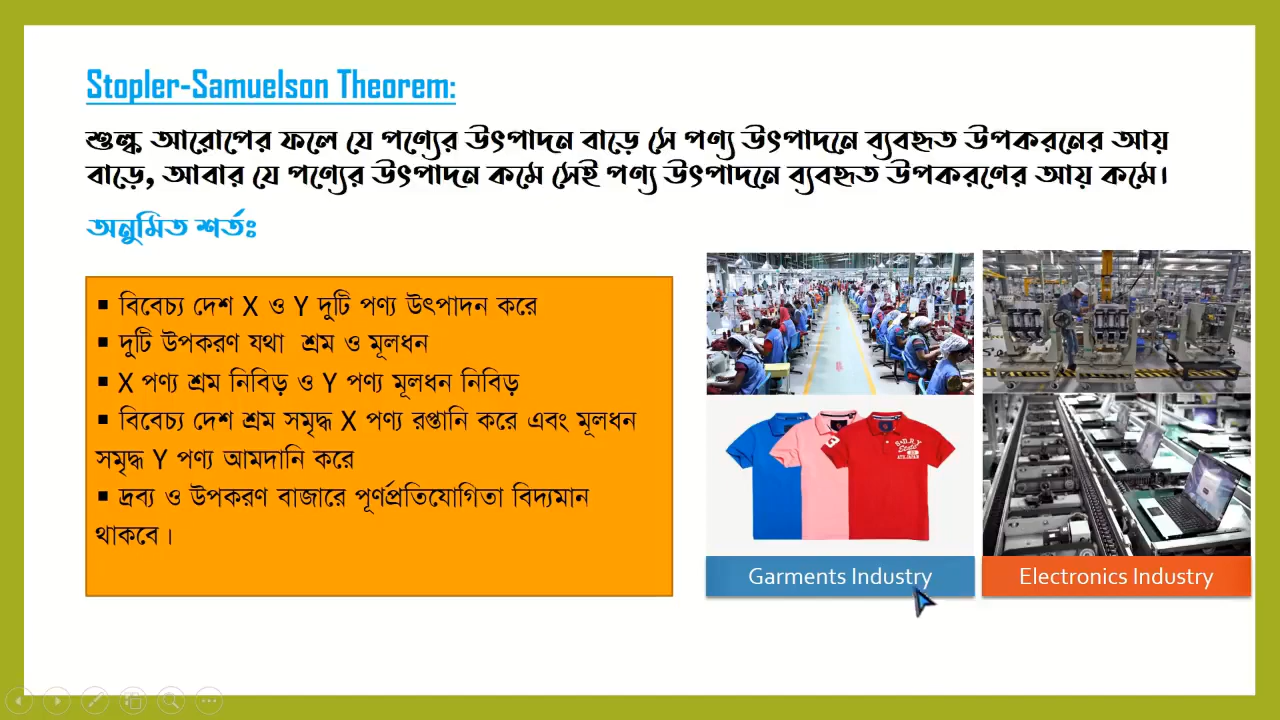 Stopler-Samuelson Theorem:
শুল্ক আরোপের ফলে যে পণ্যের উৎপাদন বাড়ে সে পণ্য উৎপাদনে ব্যবহৃত উপকরনের আয়
বাড়ে, আবার যে পণ্যের উৎপাদন কমে সেই পণ্য উৎপাদনে ব্যবহৃত উপকরণের আয় কমে।
অনুমিত শর্তঃ
▪ বিবেচ্য দেশ X ও Y দুটি পণ্য উৎপাদন করে
▪ দুটি উপকরণ যথা শ্রম ও মূলধন
▪ X পণ্য শ্রম নিবিড় ও Y পণ্য মূলধন নিবিড়
▪ বিবেচ্য দেশ শ্রম সমৃদ্ধ X পণ্য রপ্তানি করে এবং মূলধন
সমৃদ্ধ Y পণ্য আমদানি করে
▪ দ্রব্য ও উপকরণ বাজারে পূর্ণপ্রতিযোগিতা বিদ্যমান
থাকবে।
Garments Industry
Electronics Industry